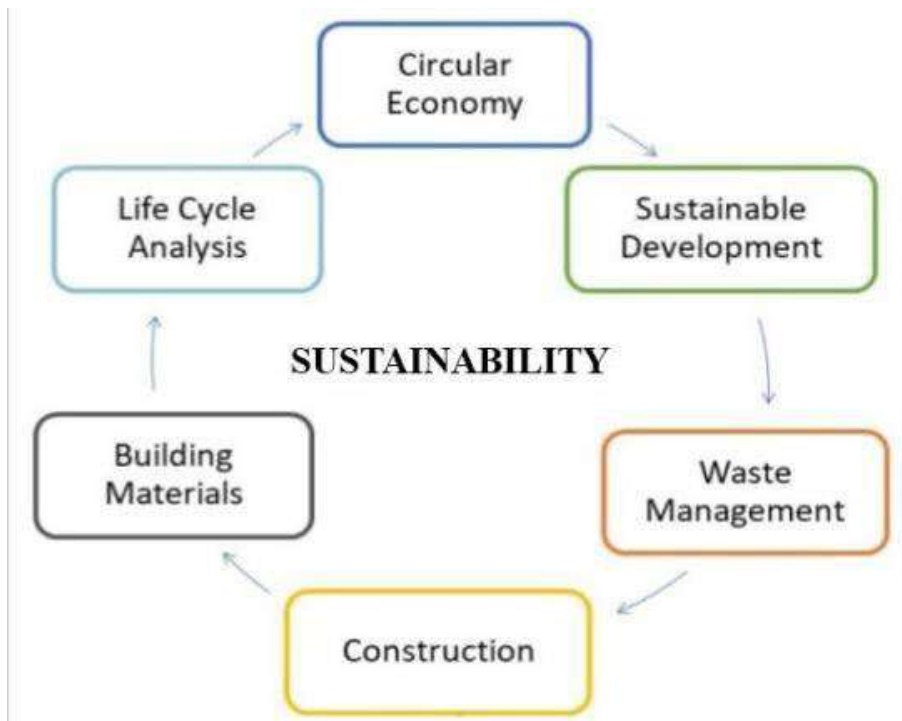 Circular
Economy
Sustainable
Development
Waste
Management
Construction
Building
Materials
Life Cycle
Analysis
SUSTAINABILITY